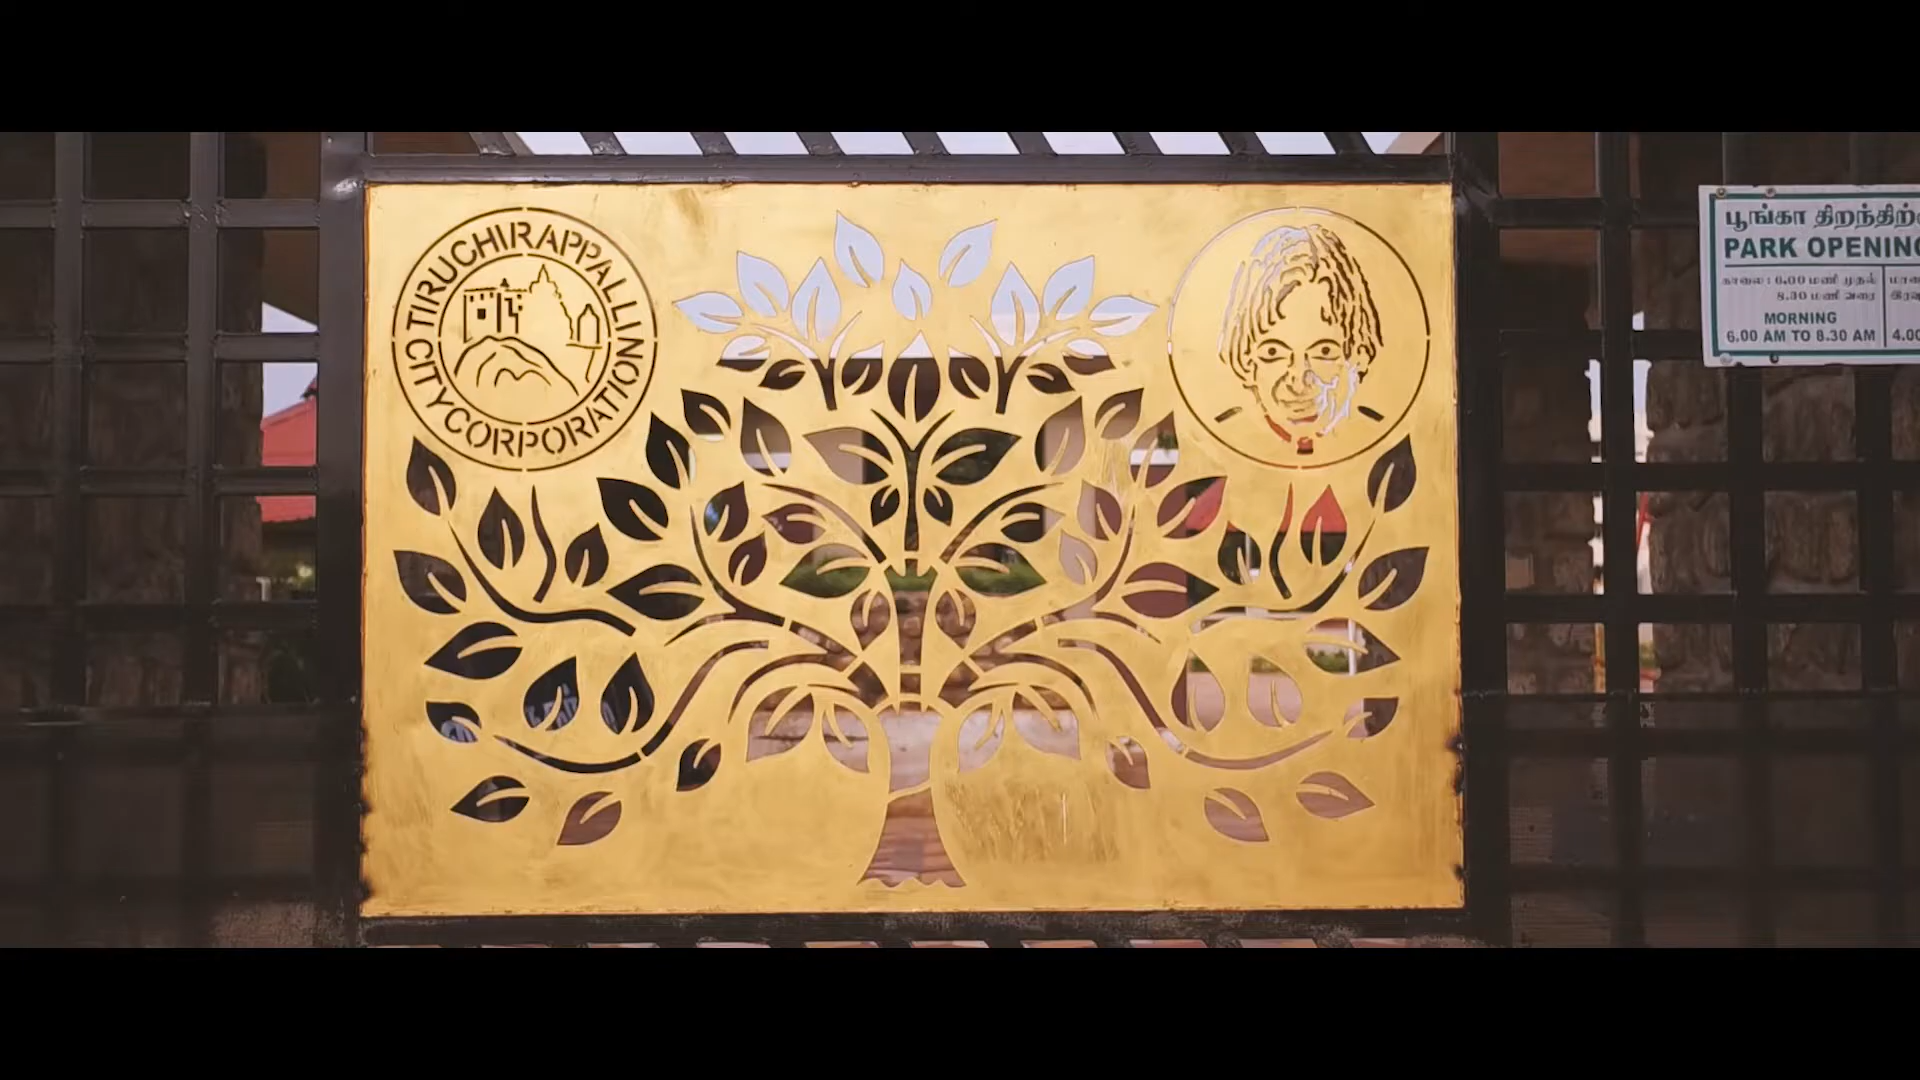 TIRUCHIRAPPALLI
CITY CORPORATION
பூங்கா
PARK OPENING
காலை : 6.00 மணி முதல்
8.30 மணி வரை
MORNING
6.00 AM TO 8.30 AM